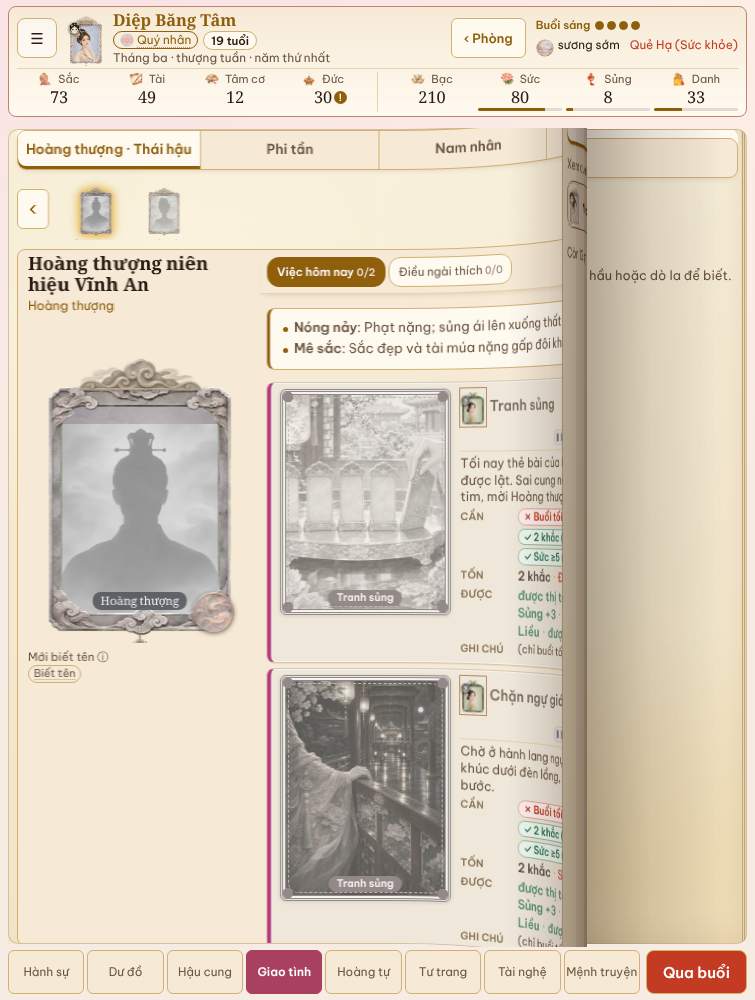 ☰
Diệp Băng Tâm
Quý nhân
19 tuổi
Tháng ba · thượng tuần · năm thứ nhất
‹ Phòng
Buổi sáng
sương sớm
Quẻ Hạ (Sức khỏe)
Sắc
Tài
Tâm cơ
Đức
Bạc
Sức
Sủng
Danh
73
49
12
30 !
210
80
8
33
Hoàng thượng · Thái hậu
Phi tần
Nam nhân
‹
Hoàng thượng niên
hiệu Vĩnh An
Hoàng thượng
Hoàng thượng
Mới biết tên ⓘ
Biết tên
Việc hôm nay 0/2
Điều ngài thích 0/0
Nóng nảy: Phạt nặng; sủng ái lên xuống thất
Mê sắc: Sắc đẹp và tài múa nặng gấp đôi
Tranh sủng
Tranh sủng
Tối nay thẻ bài của
được lật. Sai cung
tim, mời Hoàng
CẦN
× Buổi tối
✓ 2 khắc
✓ Sức ≥5
TỐN
2 khắc
ĐƯỢC
được thị
Sủng +3
Liều
GHI CHÚ
(chỉ buổi
Tranh sủng
Chặn ngự
Chờ ở hành lang
khúc dưới đèn lồng,
bước.
CẦN
× Buổi tối
✓ 2 khắc
✓ Sức ≥5
TỐN
2 khắc
ĐƯỢC
được thị
Sủng +3
Liều
GHI CHÚ
(chỉ buổi
Xem
hầu hoặc dò la để biết.
Hành sự
Dư đồ
Hậu cung
Giao tình
Hoàng tự
Tư trang
Tài nghệ
Mệnh truyện
Qua buổi